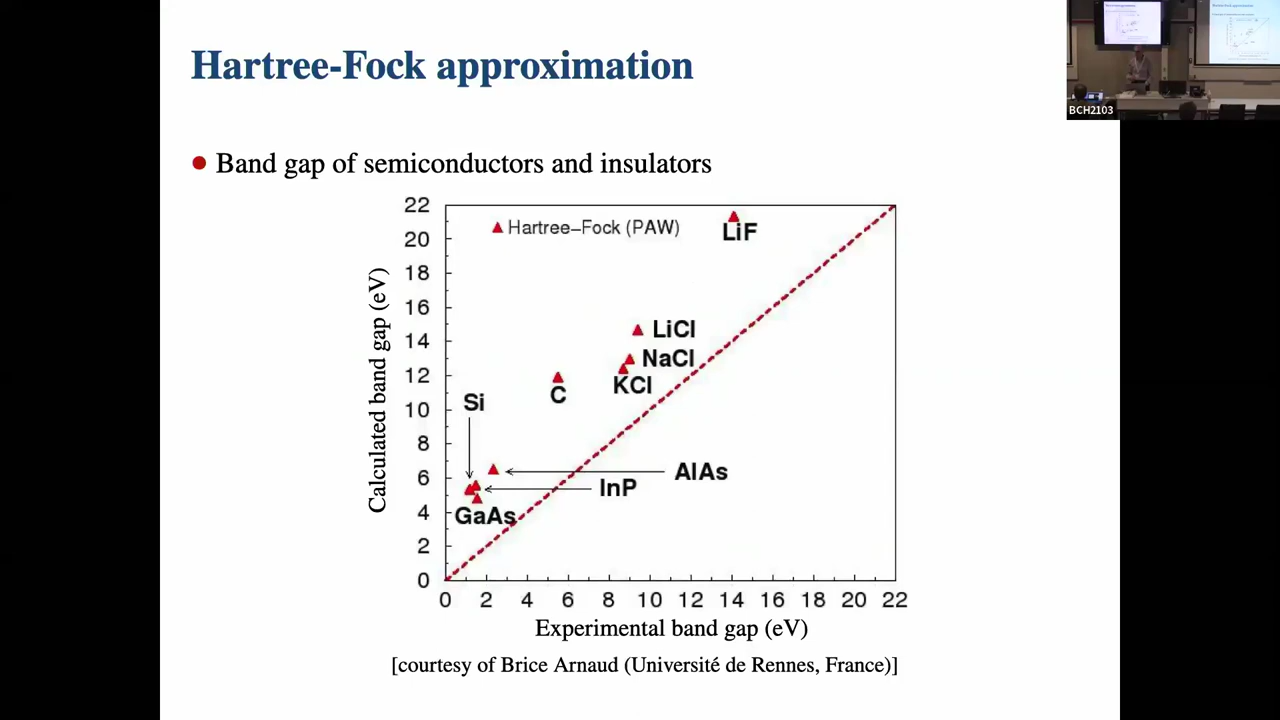 Hartree-Fock approximation
BCH2103
● Band gap of semiconductors and insulators
Calculated band gap (eV)
22
20
18
16
14
12
10
8
6
4
2
0
Hartree–Fock (PAW)
LiF
LiCl
NaCl
KCl
C
Si
AlAs
InP
GaAs
0 2 4 6 8 10 12 14 16 18 20 22
Experimental band gap (eV)
[courtesy of Brice Arnaud (Université de Rennes, France)]